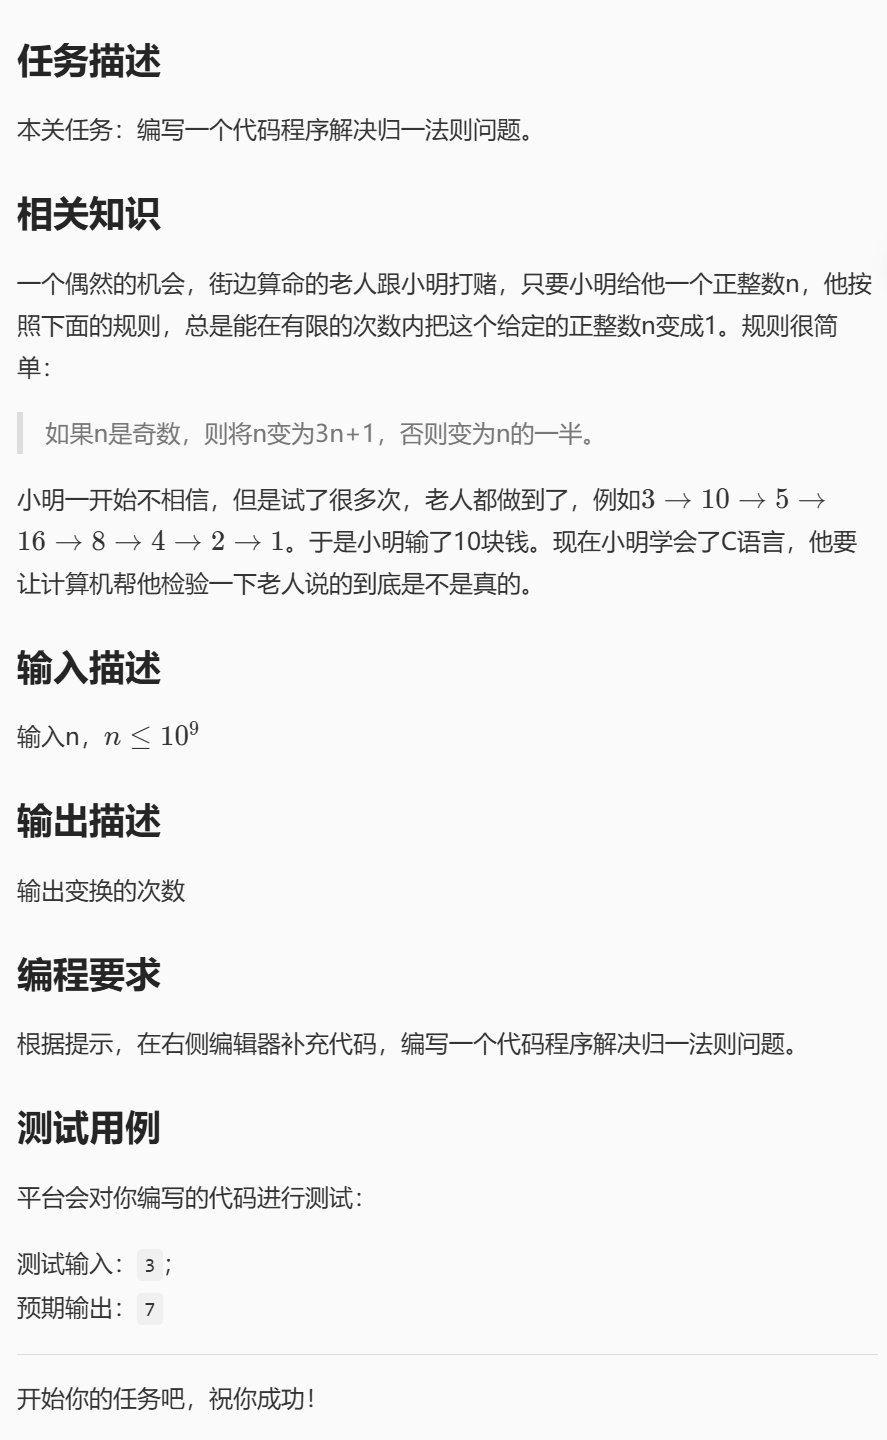 任务描述
本关任务：编写一个代码程序解决归一法则问题。
相关知识
一个偶然的机会，街边算命的老人跟小明打赌，只要小明给他一个正整数n，他按
照下面的规则，总是能在有限的次数内把这个给定的正整数n变成1。规则很简
单：
如果n是奇数，则将n变为3n+1，否则变为n的一半。
小明一开始不相信，但是试了很多次，老人都做到了，例如3 → 10 → 5 →
16 → 8 → 4 → 2 → 1。于是小明输了10块钱。现在小明学会了C语言，他要
让计算机帮他检验一下老人说的到底是不是真的。
输入描述
输入n，n ≤ 10⁹
输出描述
输出变换的次数
编程要求
根据提示，在右侧编辑器补充代码，编写一个代码程序解决归一法则问题。
测试用例
平台会对你编写的代码进行测试：
测试输入：3；
预期输出：7
开始你的任务吧，祝你成功！